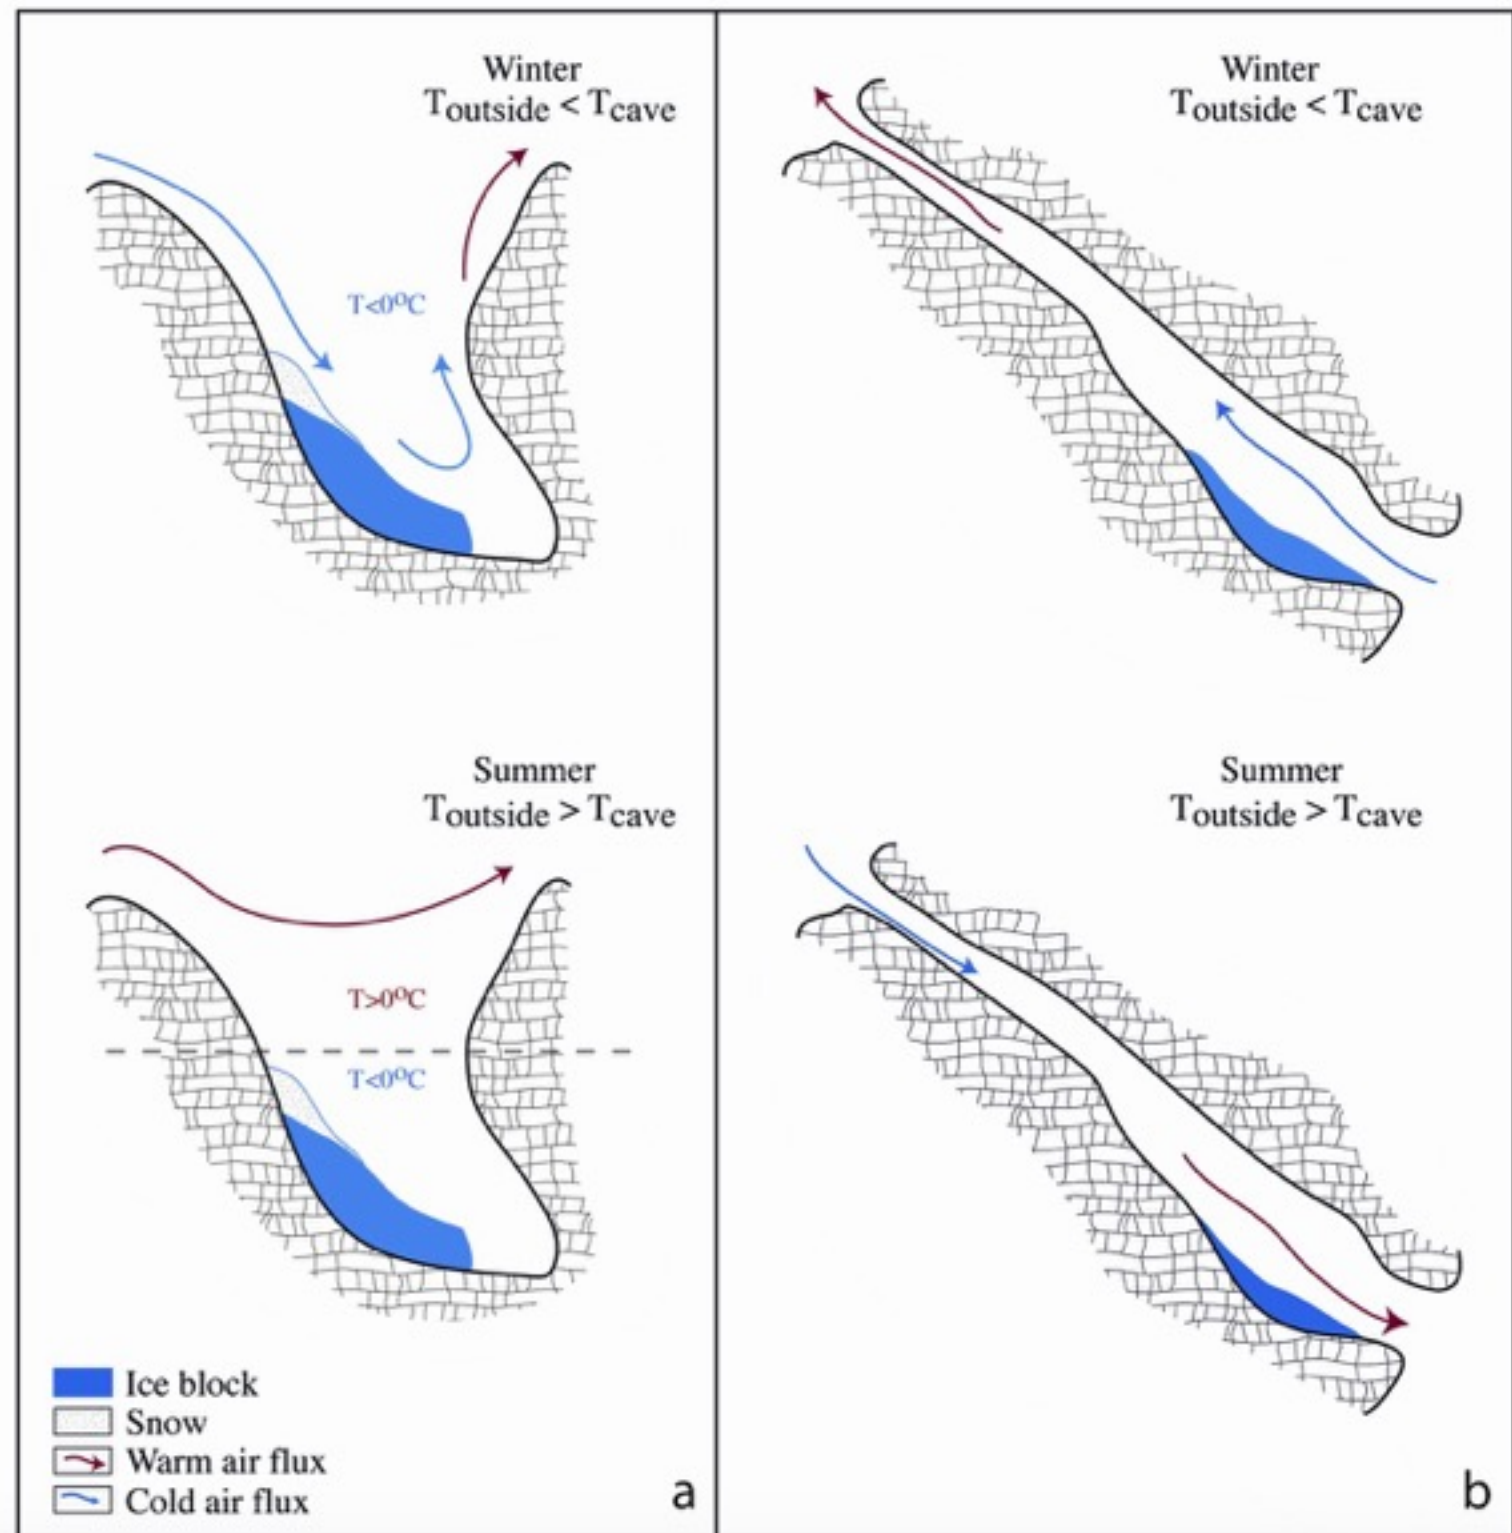 Winter
Toutside < Tcave
T<0°C
Summer
Toutside > Tcave
T>0°C
T<0°C
Ice block
Snow
Warm air flux
Cold air flux
a
Winter
Toutside < Tcave
Summer
Toutside > Tcave
b